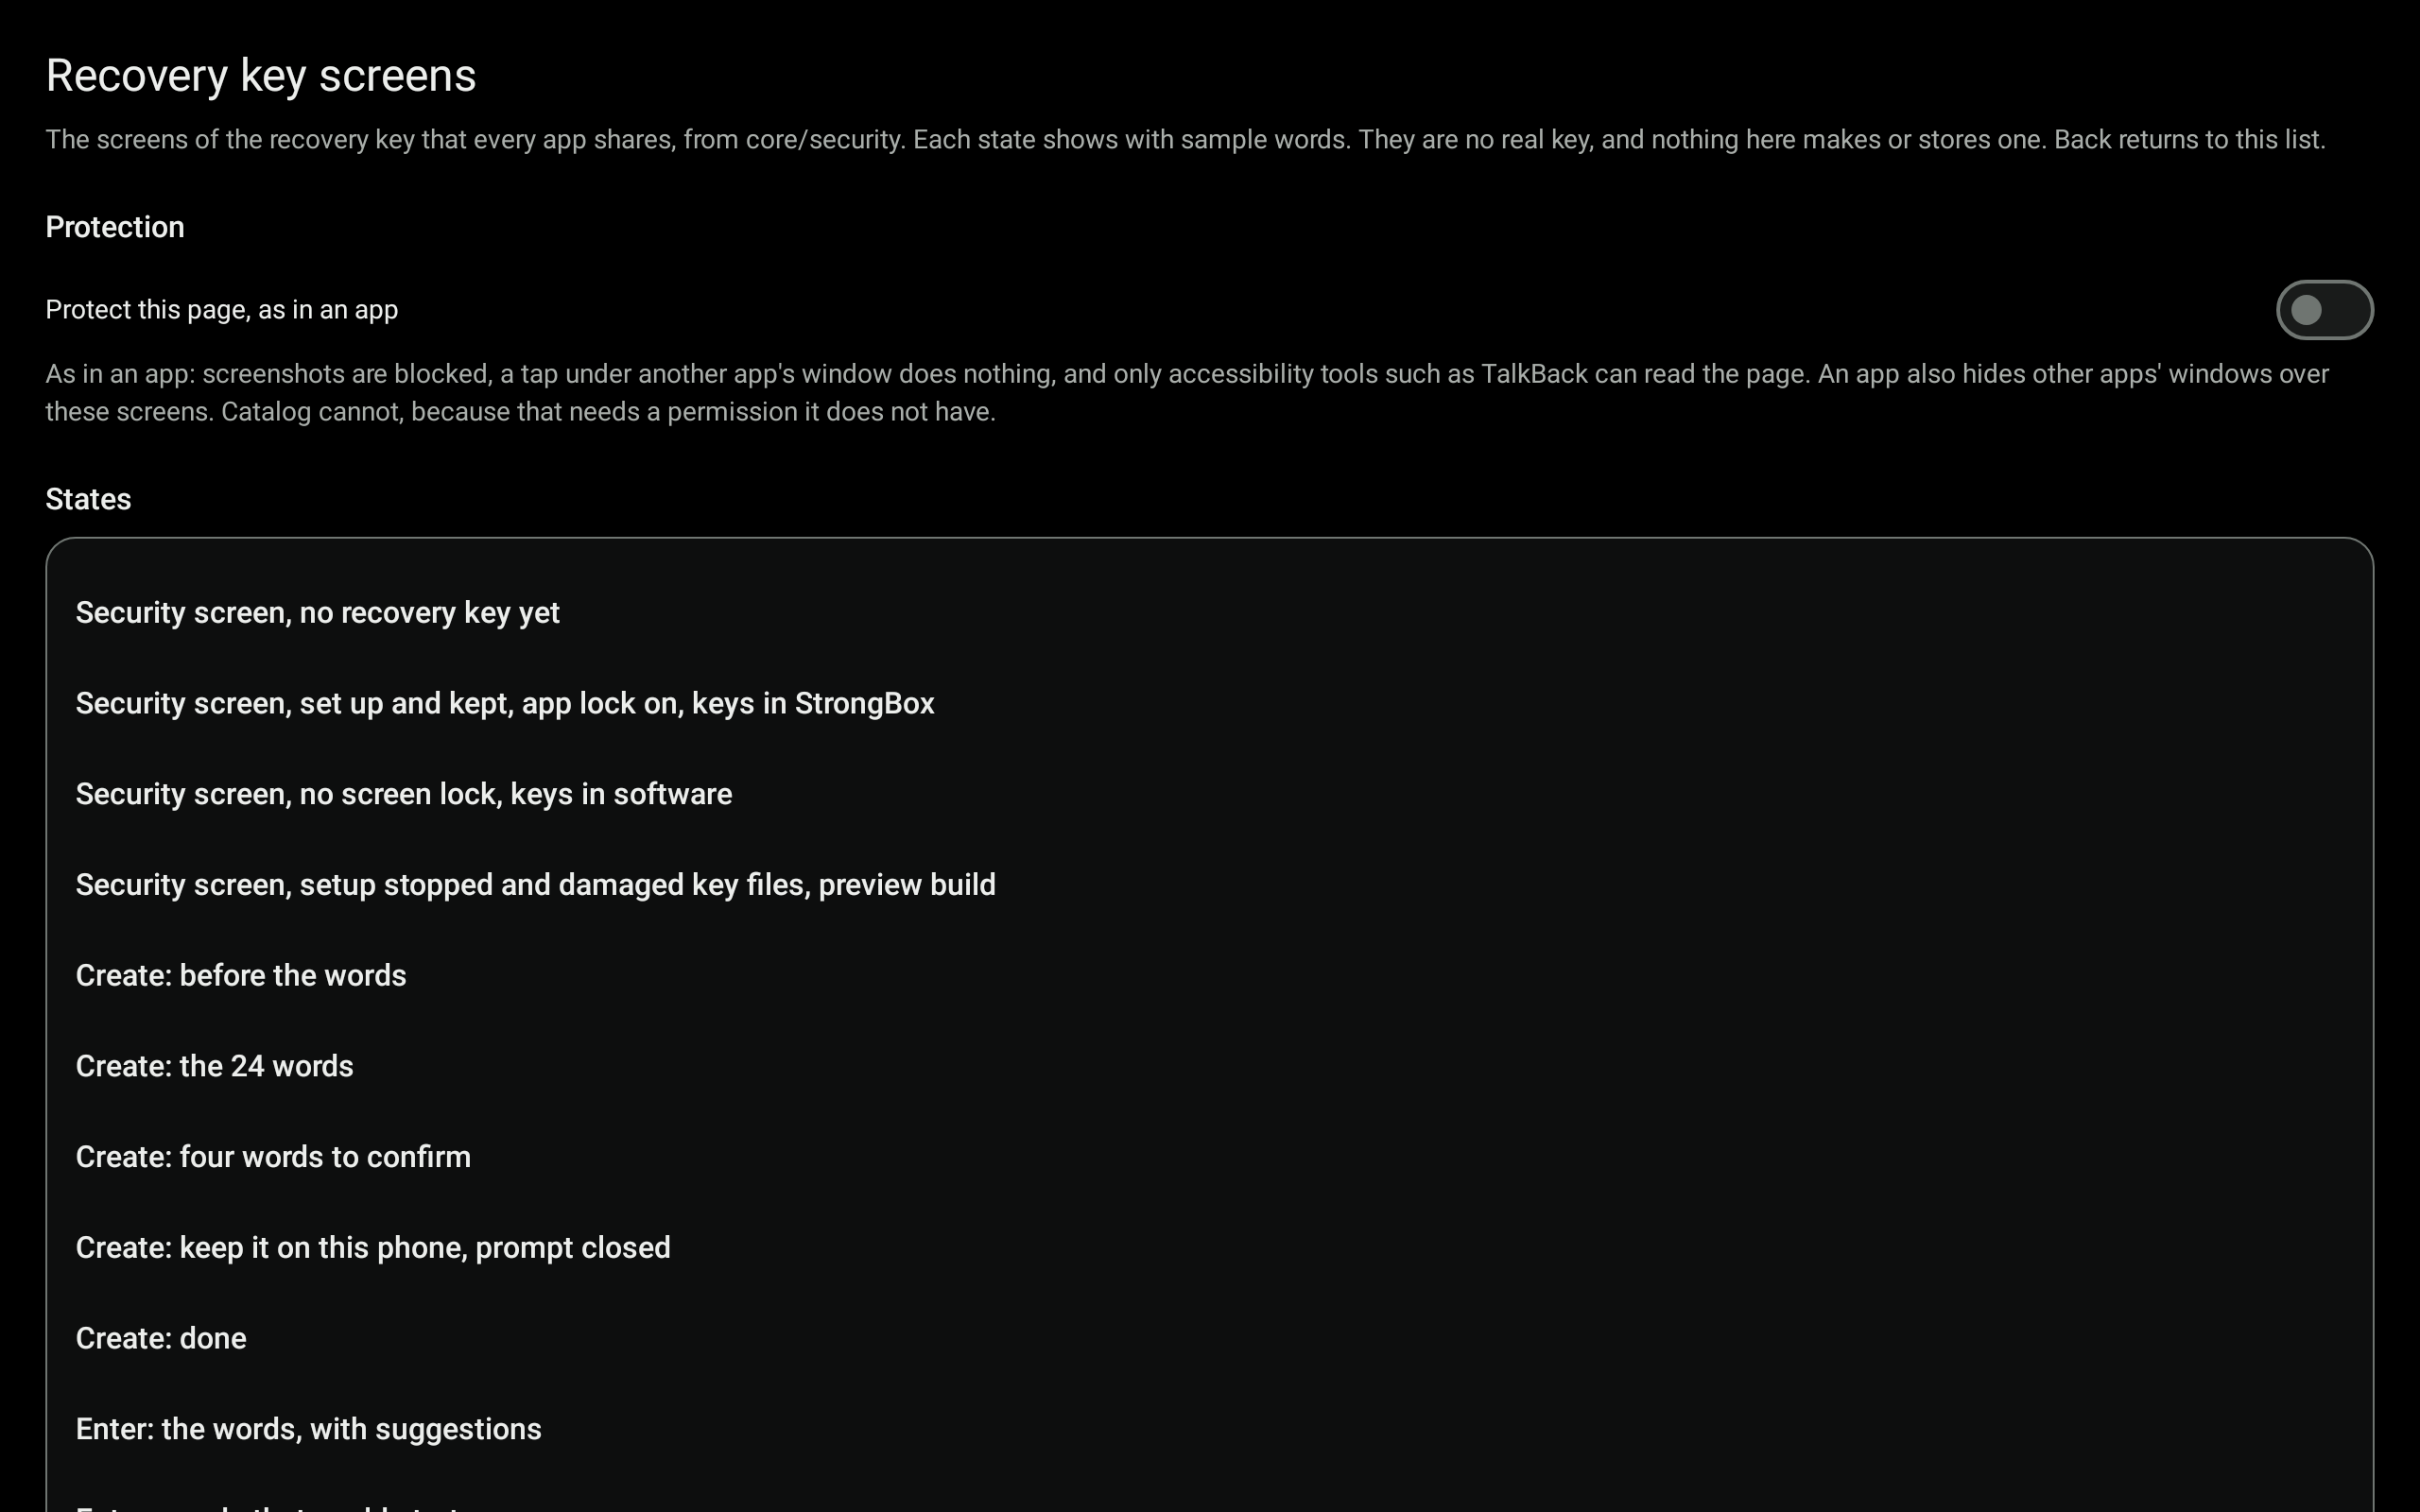 Recovery key screens
The screens of the recovery key that every app shares, from core/security. Each state shows with sample words. They are no real key, and nothing here makes or stores one. Back returns to this list.
Protection
Protect this page, as in an app
As in an app: screenshots are blocked, a tap under another app's window does nothing, and only accessibility tools such as TalkBack can read the page. An app also hides other apps' windows over
these screens. Catalog cannot, because that needs a permission it does not have.
States
Security screen, no recovery key yet
Security screen, set up and kept, app lock on, keys in StrongBox
Security screen, no screen lock, keys in software
Security screen, setup stopped and damaged key files, preview build
Create: before the words
Create: the 24 words
Create: four words to confirm
Create: keep it on this phone, prompt closed
Create: done
Enter: the words, with suggestions